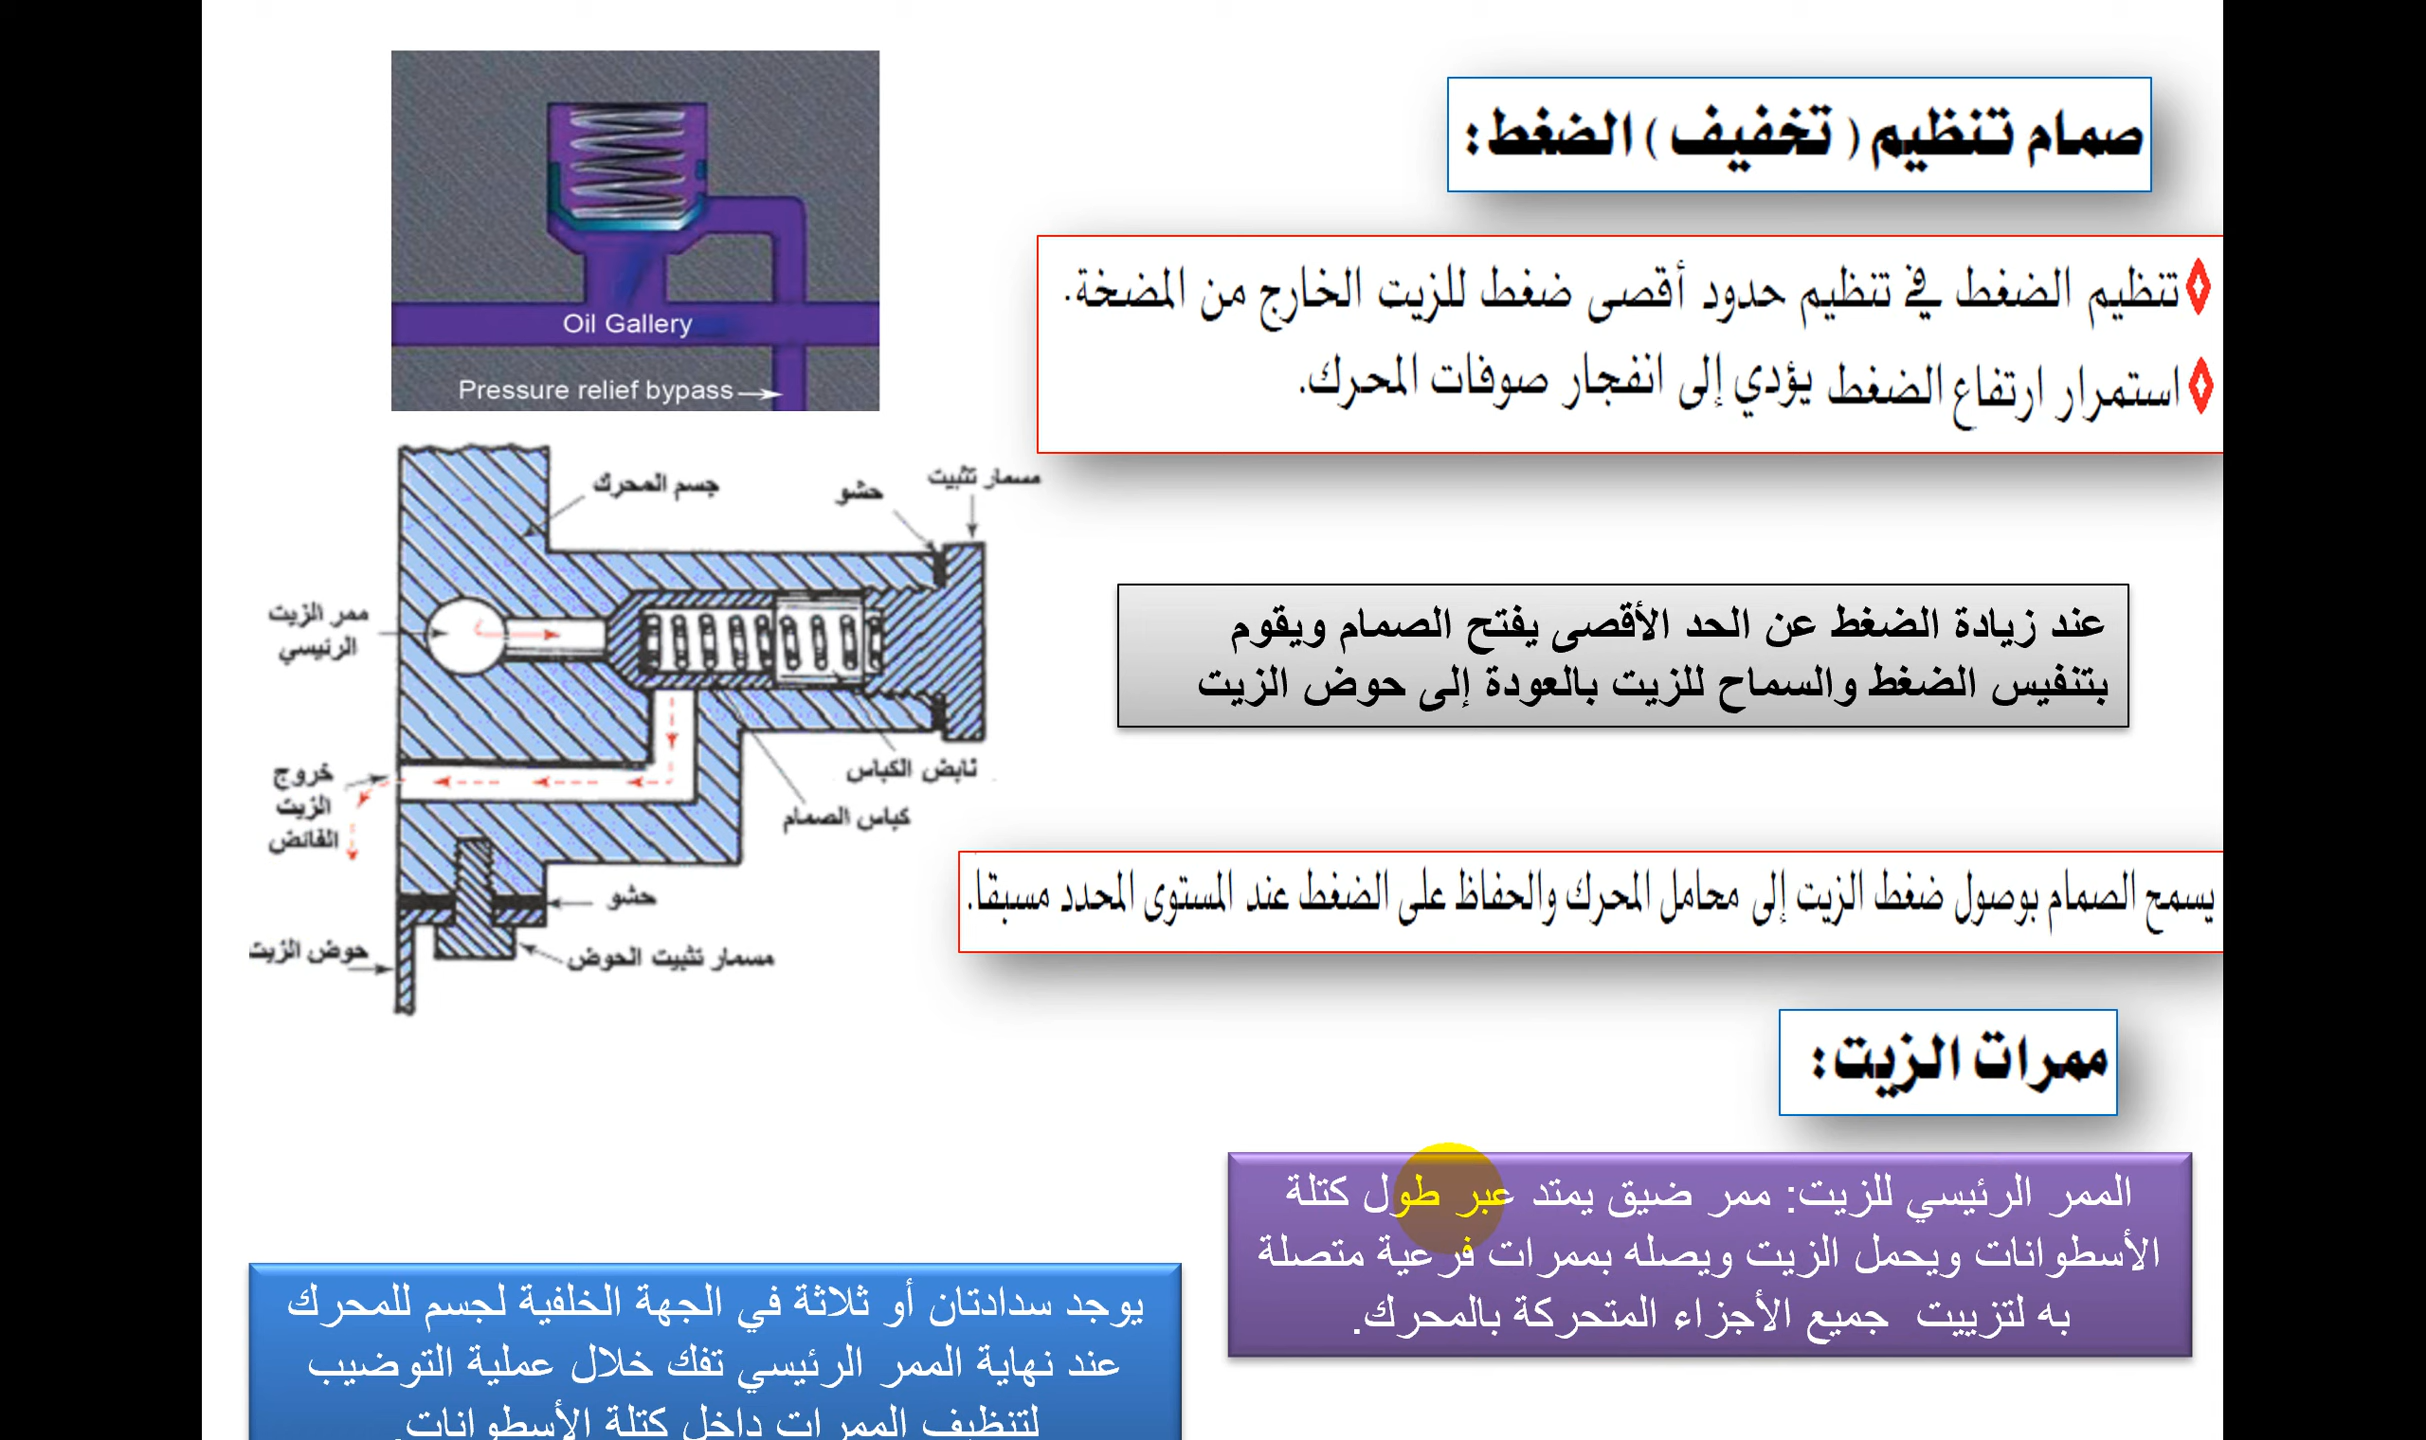 صمام تنظيم ( تخفيف ) الضغط:
تنظيم الضغط في تنظيم حدود أقصى ضغط للزيت الخارج من المضخة.
استمرار ارتفاع الضغط يؤدي إلى انفجار صوفات المحرك.
Oil Gallery
Pressure relief bypass
جسم المحرك
حشو
مسمار تثبيت
ممر الزيت
الرئيسي
عند زيادة الضغط عن الحد الأقصى يفتح الصمام ويقوم
بتنفيس الضغط والسماح للزيت بالعودة إلى حوض الزيت
نابض الكباس
كباس الصمام
خروج
الزيت
الفائض
حشو
حوض الزيت
مسمار تثبيت الحوض
يسمح الصمام بوصول ضغط الزيت إلى محامل المحرك والحفاظ على الضغط عند المستوى المحدد مسبقا.
ممرات الزيت:
الممر الرئيسي للزيت: ممر ضيق يمتد عبر طول كتلة
الأسطوانات ويحمل الزيت ويصله بممرات فرعية متصلة
به لتزييت جميع الأجزاء المتحركة بالمحرك.
يوجد سدادتان أو ثلاثة في الجهة الخلفية لجسم للمحرك
عند نهاية الممر الرئيسي تفك خلال عملية التوضيب
لتنظيف الممرات داخل كتلة الأسطوانات.